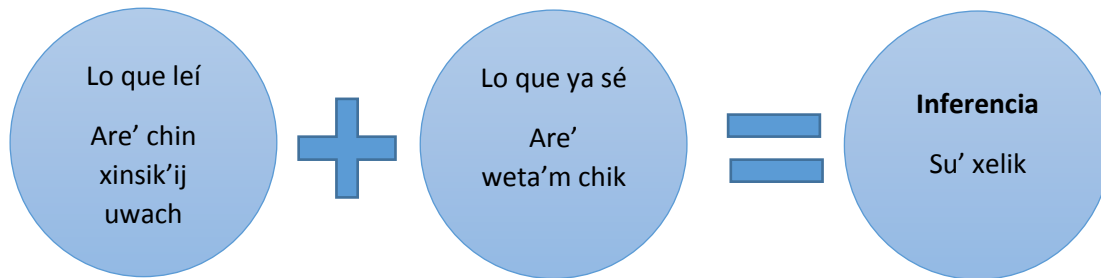 Lo que leí
Are’ chin
xinsik’ij
uwach
Lo que ya sé
Are’
weta’m chik
Inferencia
Su’ xelik